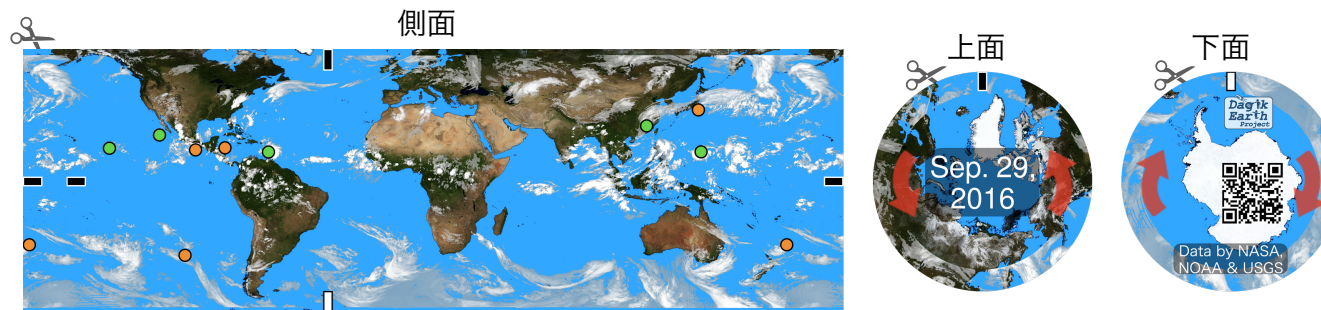 側面
上面
下面
Sep. 29,
2016
Dagik
Earth
Project
Data by NASA,
NOAA & USGS